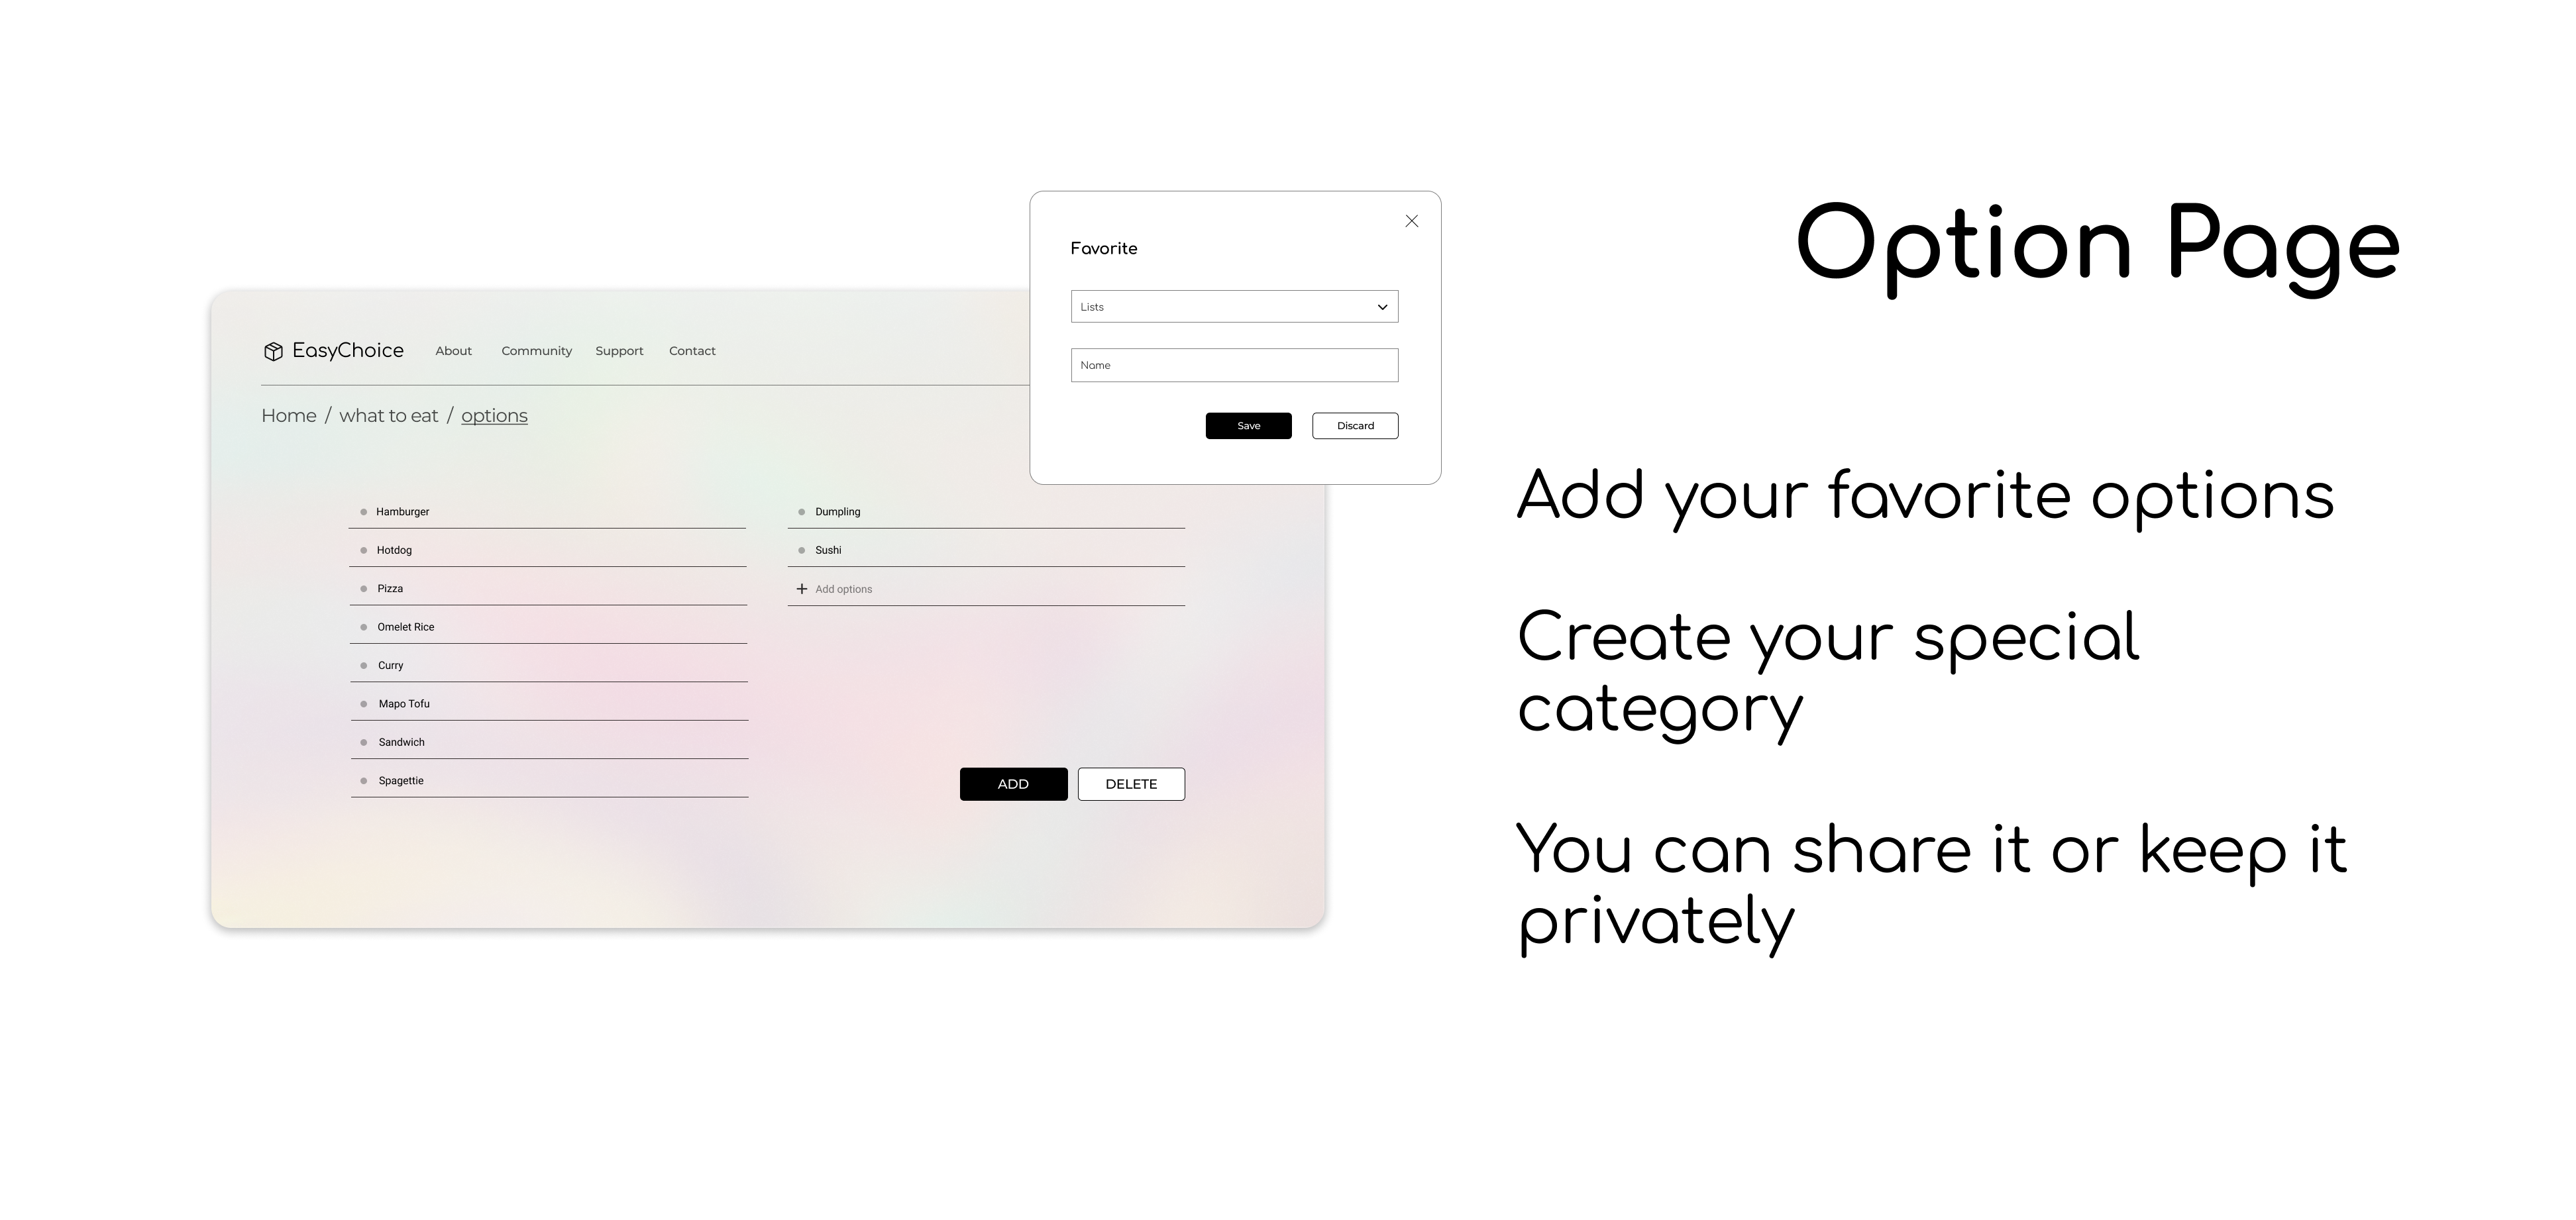 Option Page
Favorite
Lists
Name
Save
Discard
EasyChoice
About
Community
Support
Contact
Home / what to eat / options
Hamburger
Hotdog
Pizza
Omelet Rice
Curry
Mapo Tofu
Sandwich
Spagettie
Dumpling
Sushi
Add options
ADD
DELETE
Add your favorite options
Create your special
category
You can share it or keep it
privately